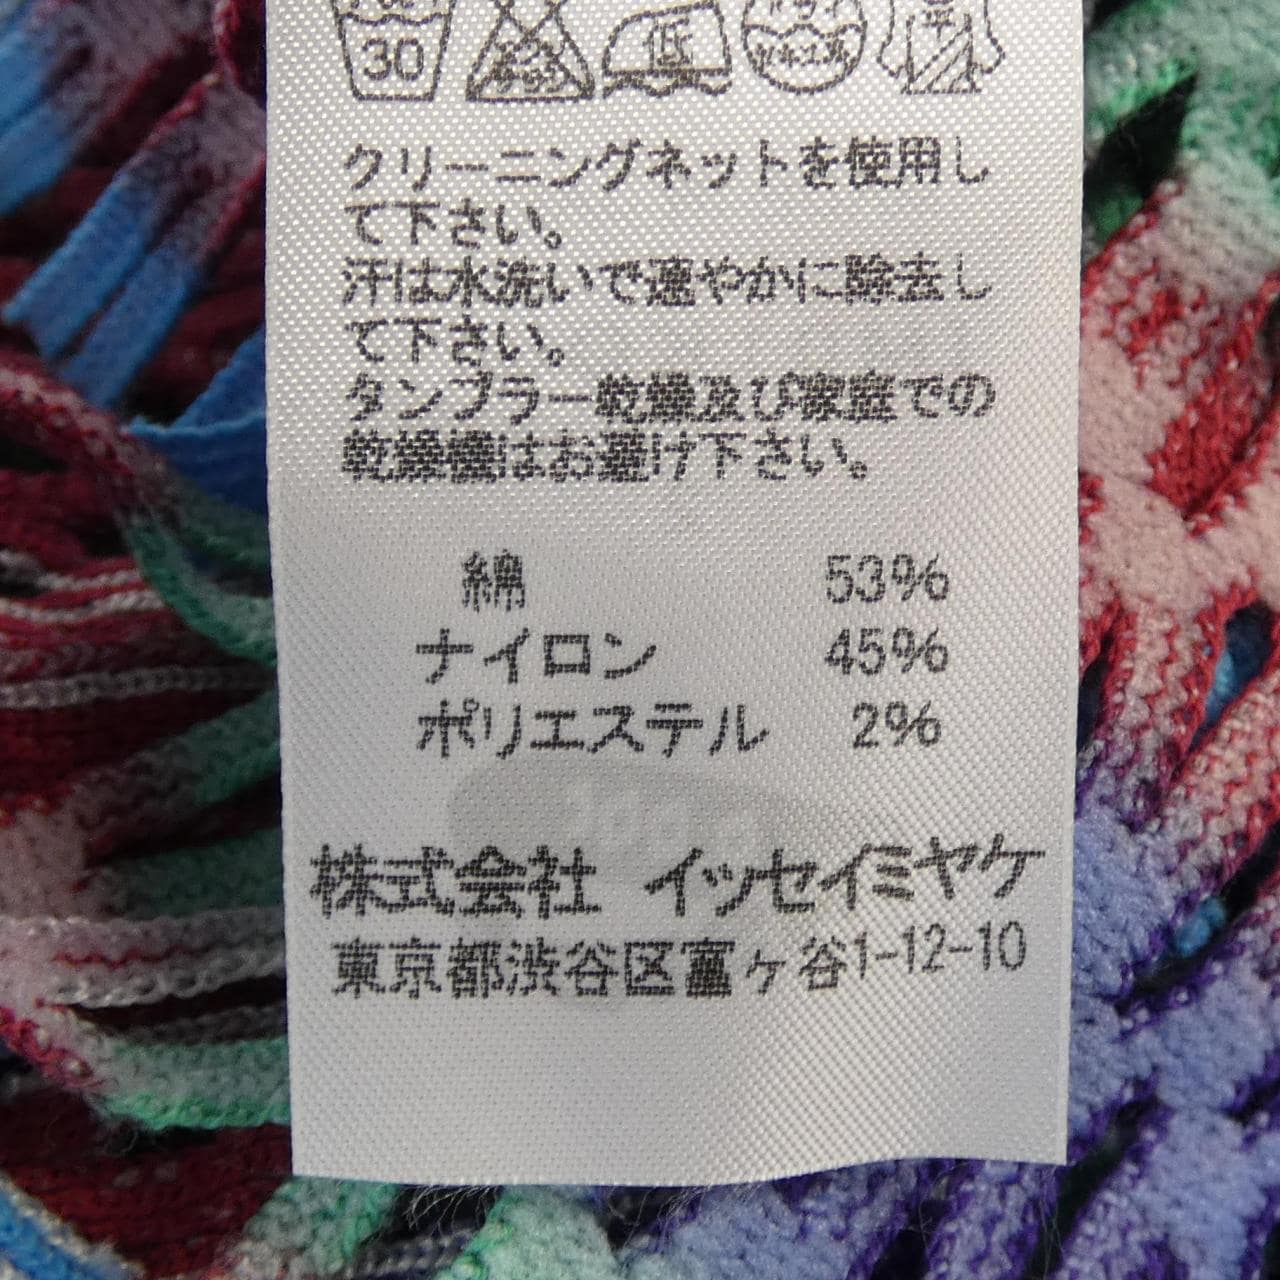 30
低
クリーニングネットを使用し
て下さい。
汗は水洗いで速やかに除去し
て下さい。
タンブラー乾燥及び家庭での
乾燥機はお避け下さい。
綿 53%
ナイロン 45%
ポリエステル 2%
株式会社 イッセイミヤケ
東京都渋谷区富ヶ谷1-12-10